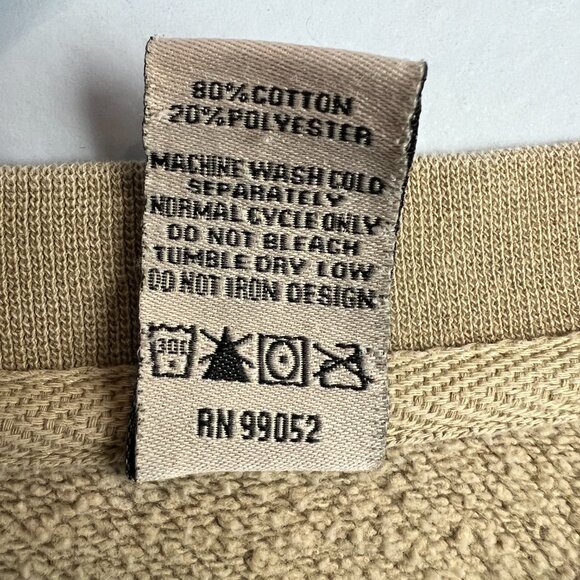 80%COTTON
20%POLYESTER
MACHINE WASH COLD
SEPARATELY
NORMAL CYCLE ONLY
DO NOT BLEACH
TUMBLE DRY LOW
DO NOT IRON DESIGN
RN 99052